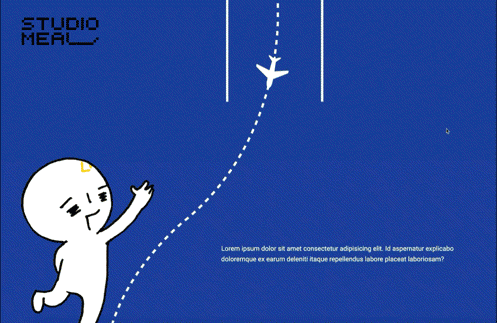 STUDIO
MEAL
Lorem ipsum dolor sit amet consectetur adipisicing elit. Id aspernatur explicabo
doloremque ex earum deleniti itaque repellendus labore placeat laboriosam?